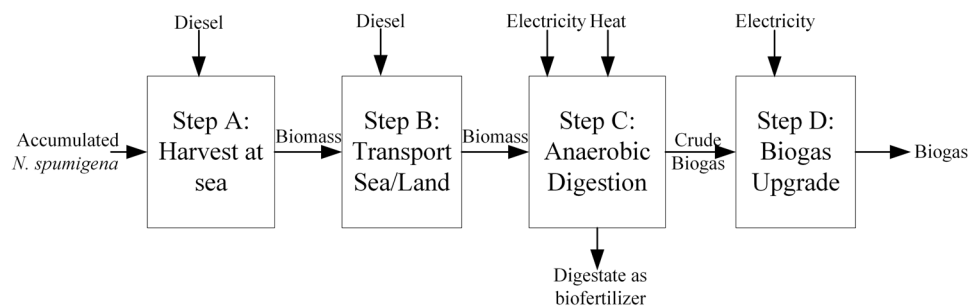 Diesel
Diesel
Electricity Heat
Electricity
Accumulated
N. spumigena
Step A:
Harvest at
sea
Biomass
Step B:
Transport
Sea/Land
Biomass
Step C:
Anaerobic
Digestion
Crude
Biogas
Step D:
Biogas
Upgrade
Biogas
Digestate as
biofertilizer